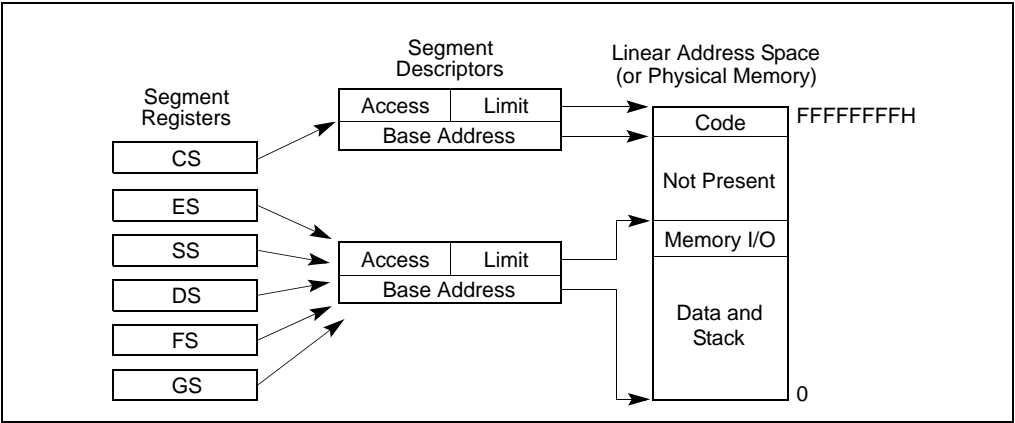 Segment
Descriptors
Linear Address Space
(or Physical Memory)
Segment
Registers
Access
Limit
Base Address
Code
FFFFFFFFH
CS
Not Present
ES
SS
Memory I/O
Access
Limit
Base Address
DS
Data and
Stack
FS
GS
0